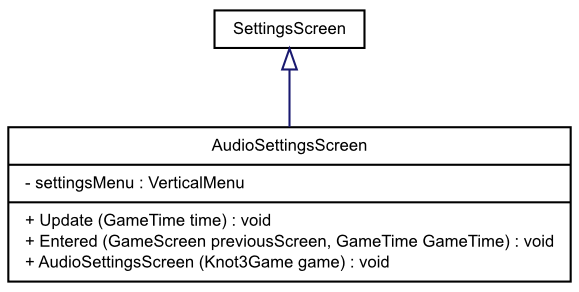 SettingsScreen
AudioSettingsScreen
- settingsMenu : VerticalMenu
+ Update (GameTime time) : void
+ Entered (GameScreen previousScreen, GameTime GameTime) : void
+ AudioSettingsScreen (Knot3Game game) : void